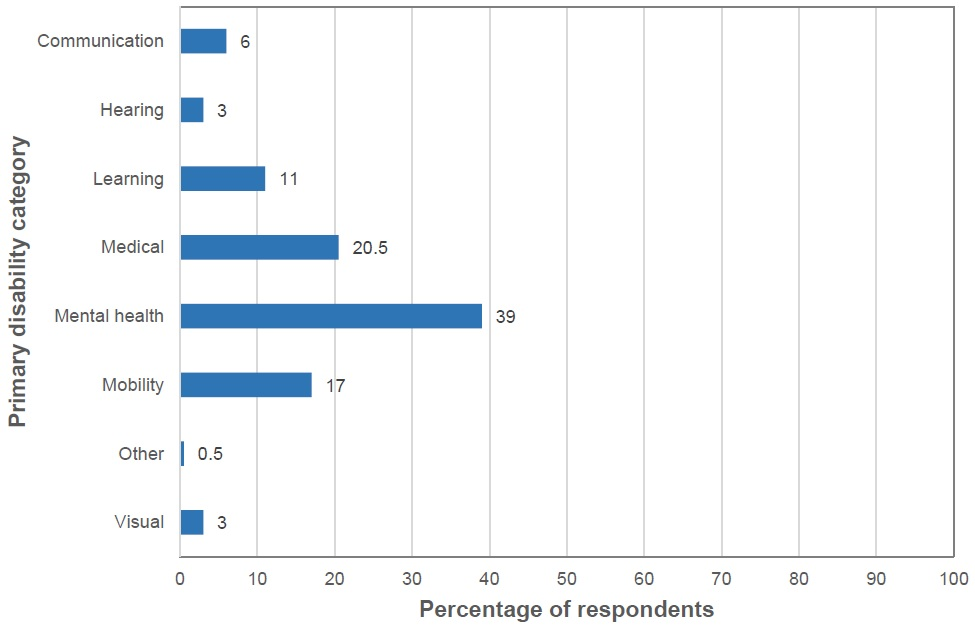 Primary disability category
Communication 6
Hearing 3
Learning 11
Medical 20.5
Mental health 39
Mobility 17
Other 0.5
Visual 3
0 10 20 30 40 50 60 70 80 90 100
Percentage of respondents